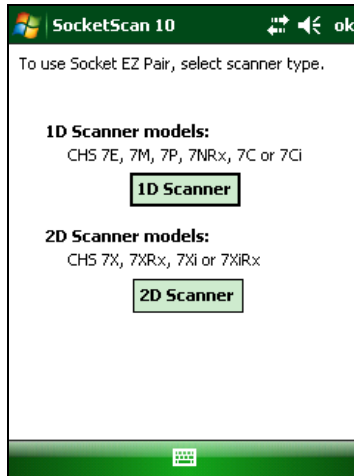 SocketScan 10 ok
To use Socket EZ Pair, select scanner type.
1D Scanner models:
CHS 7E, 7M, 7P, 7NRx, 7C or 7Ci
1D Scanner
2D Scanner models:
CHS 7X, 7XRx, 7Xi or 7XiRx
2D Scanner